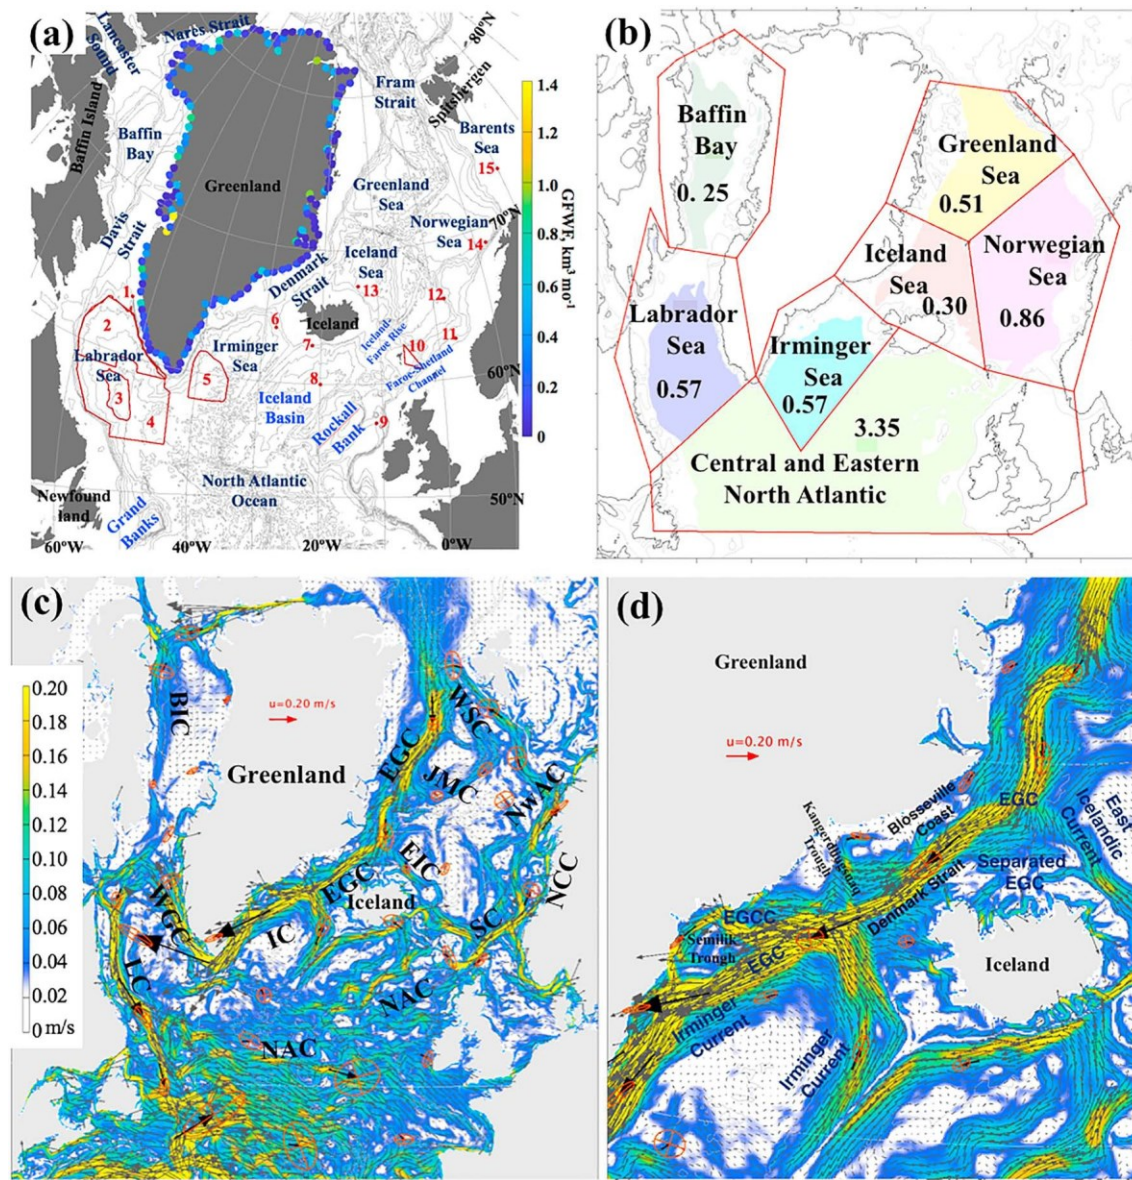 (a)
Lancaster
Sound
Nares Strait
80°N
Fram
Strait
Spitsbergen
Baffin Island
Baffin
Bay
Barents
Sea
15
Greenland
Greenland
Sea
Norwegian
Sea
70°N
14
Davis
Strait
Denmark
Strait
Iceland
Sea
13
12
1
2
6
Iceland
7
Iceland-
Faroe Rise
11
10
Labrador
Sea
Irminger
Sea
5
3
4
8
Faroe-Shetland
Channel
60°N
Iceland
Basin
Rockall
Bank
9
North Atlantic
Ocean
50°N
Newfound
land
Grand
Banks
60°W
40°W
20°W
0°W
1.4
1.2
1.0
0.8
0.6
0.4
0.2
0
GFWE, km³ mo⁻¹
(b)
Baffin
Bay
0. 25
Greenland
Sea
0.51
Iceland
Sea
0.30
Norwegian
Sea
0.86
Labrador
Sea
0.57
Irminger
Sea
0.57
3.35
Central and Eastern
North Atlantic
(c)
0.20
0.18
0.16
0.14
0.12
0.10
0.08
0.06
0.04
0.02
0 m/s
BIC
u=0.20 m/s
Greenland
WSC
EGC
JMC
NwAC
EIC
NCC
EGC
Iceland
WGC
IC
SC
LC
NAC
NAC
(d)
Greenland
u=0.20 m/s
Blosseville
Coast
EGC
East
Icelandic
Current
Kangerdlugssuaq
Trough
Separated
EGC
Denmark Strait
EGCC
Semilik
Trough
EGC
Iceland
Irminger
Current
Irminger
Current